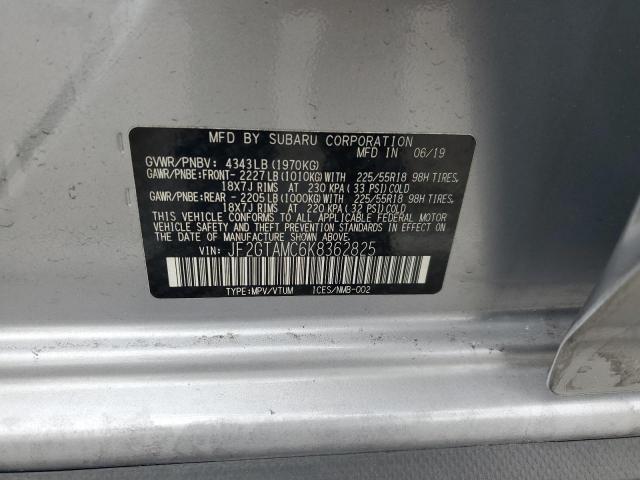 MFD BY SUBARU CORPORATION
GVWR/PNBV: 4343LB(1970KG) MFD IN 06/19
GAWR/PNBE:FRONT- 2227LB(1010KG)WITH 225/55R18 98H TIRES,
18X7J RIMS AT 230 KPA(33 PSI)COLD
GAWR/PNBE:REAR - 2205LB(1000KG)WITH 225/55R18 98H TIRES,
18X7J RIMS AT 220 KPA(32 PSI)COLD
THIS VEHICLE CONFORMS TO ALL APPLICABLE FEDERAL MOTOR
VEHICLE SAFETY AND THEFT PREVENTION STANDARDS IN EFFECT
ON THE DATE OF MANUFACTURE SHOWN ABOVE.
VIN: JF2GTAMC6K8362825
TYPE:MPV/VTUM ICES/NMB-002